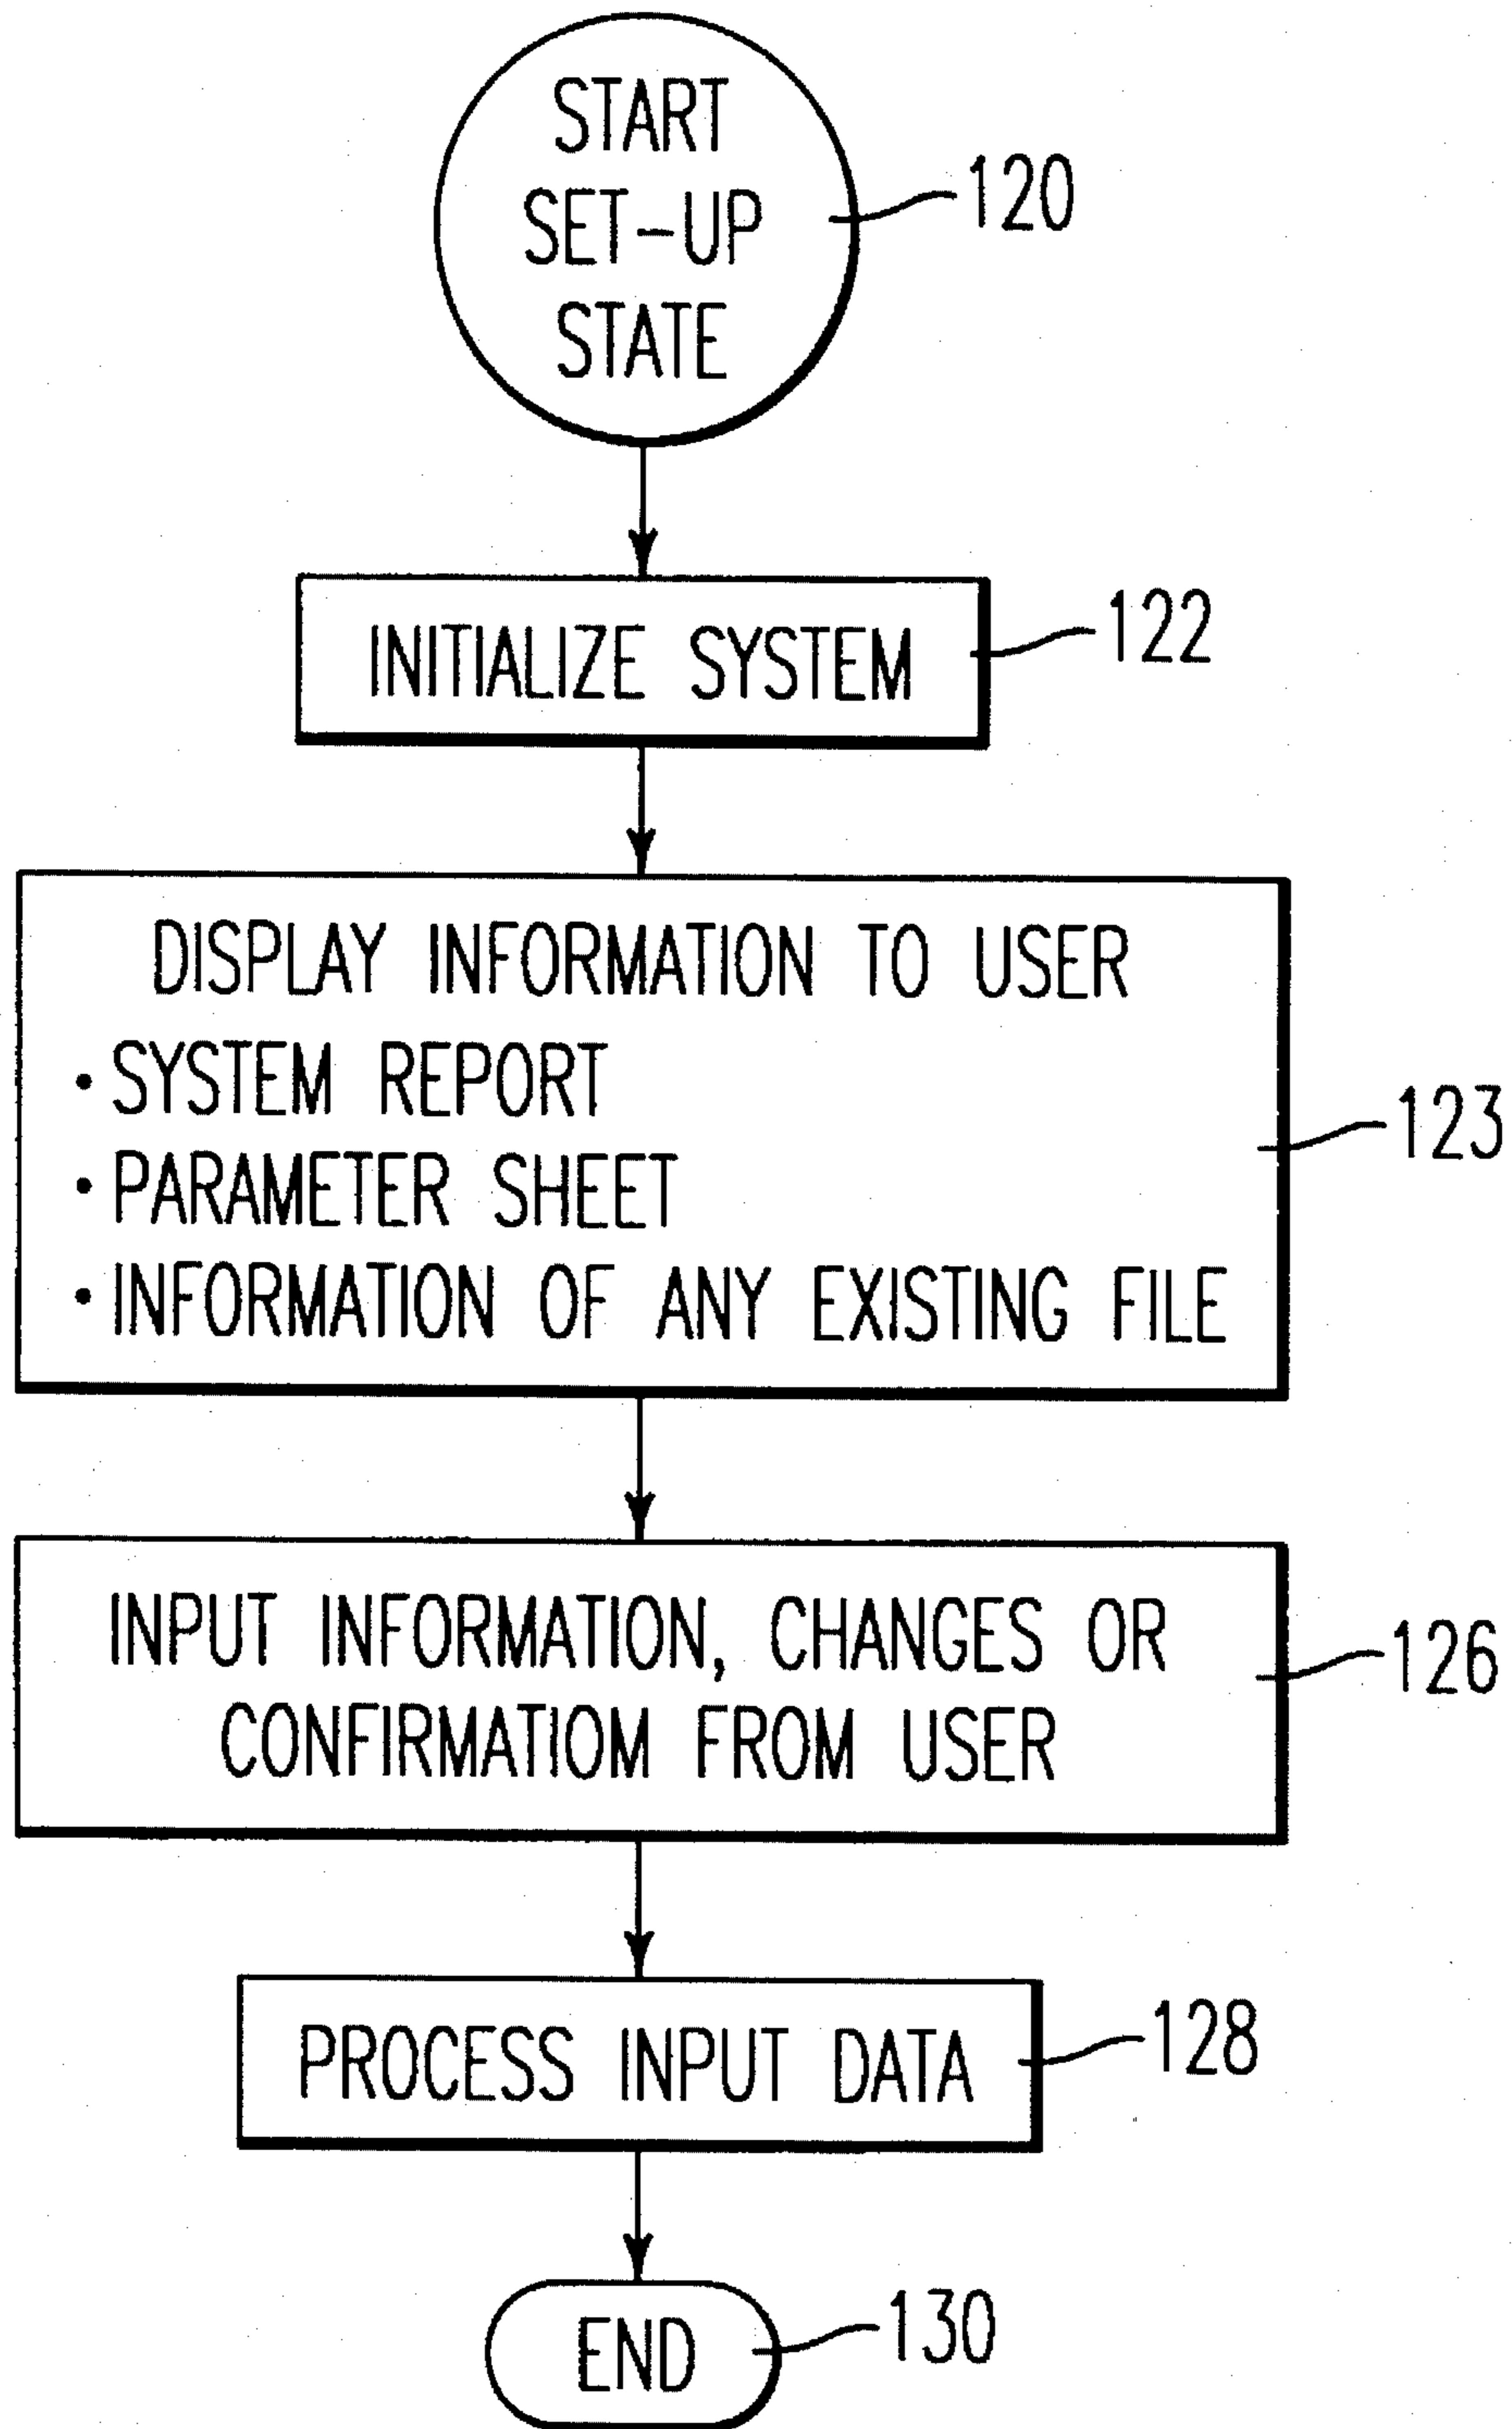 START
SET-UP
STATE
120
INITIALIZE SYSTEM
122
DISPLAY INFORMATION TO USER
• SYSTEM REPORT
• PARAMETER SHEET
• INFORMATION OF ANY EXISTING FILE
123
INPUT INFORMATION, CHANGES OR
CONFIRMATIOM FROM USER
126
PROCESS INPUT DATA
128
END
130